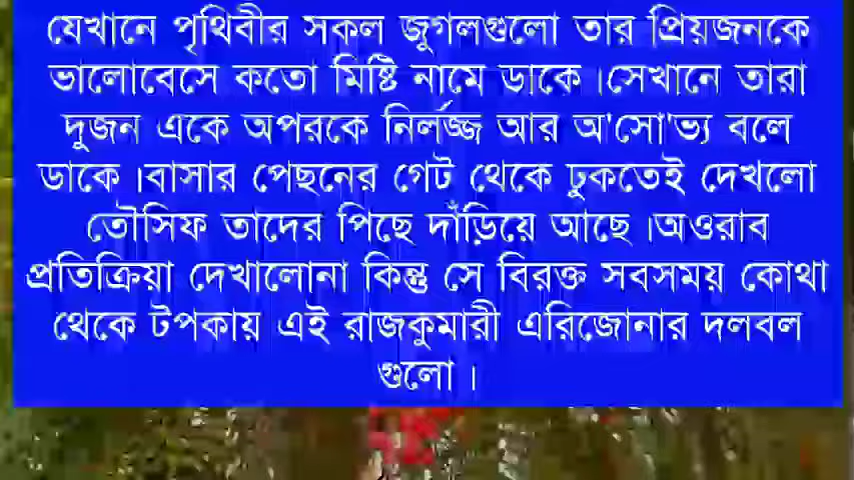 যেখানে পৃথিবীর সকল জুগলগুলো তার প্রিয়জনকে
ভালোবেসে কতো মিষ্টি নামে ডাকে।সেখানে তারা
দুজন একে অপরকে নির্লজ্জ আর অ'সো'ভ্য বলে
ডাকে।বাসার পেছনের গেট থেকে ঢুকতেই দেখলো
তৌসিফ তাদের পিছে দাঁড়িয়ে আছে।অওরাব
প্রতিক্রিয়া দেখালোনা কিন্তু সে বিরক্ত সবসময় কোথা
থেকে টপকায় এই রাজকুমারী এরিজোনার দলবল
গুলো।